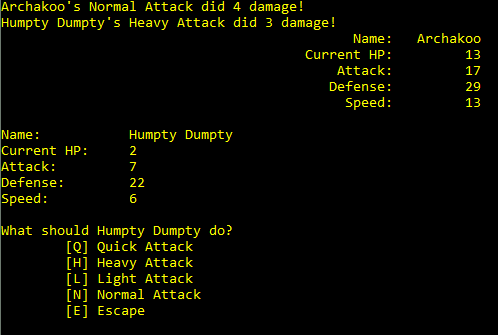 Archakoo's Normal Attack did 4 damage!
Humpty Dumpty's Heavy Attack did 3 damage!
Name: Archakoo
Current HP: 13
Attack: 17
Defense: 29
Speed: 13
Name: Humpty Dumpty
Current HP: 2
Attack: 7
Defense: 22
Speed: 6
What should Humpty Dumpty do?
[Q] Quick Attack
[H] Heavy Attack
[L] Light Attack
[N] Normal Attack
[E] Escape